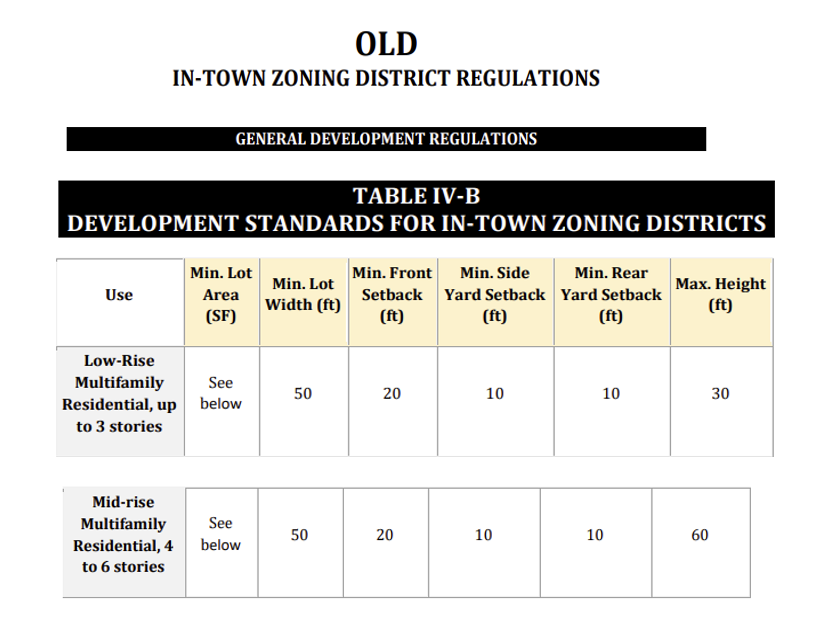 OLD
IN-TOWN ZONING DISTRICT REGULATIONS
GENERAL DEVELOPMENT REGULATIONS
TABLE IV-B
DEVELOPMENT STANDARDS FOR IN-TOWN ZONING DISTRICTS
Use
Min. Lot
Area
(SF)
Min. Lot
Width (ft)
Min. Front
Setback
(ft)
Min. Side
Yard Setback
(ft)
Min. Rear
Yard Setback
(ft)
Max. Height
(ft)
Low-Rise
Multifamily
Residential, up
to 3 stories
See
below
50
20
10
10
30
Mid-rise
Multifamily
Residential, 4
to 6 stories
See
below
50
20
10
10
60